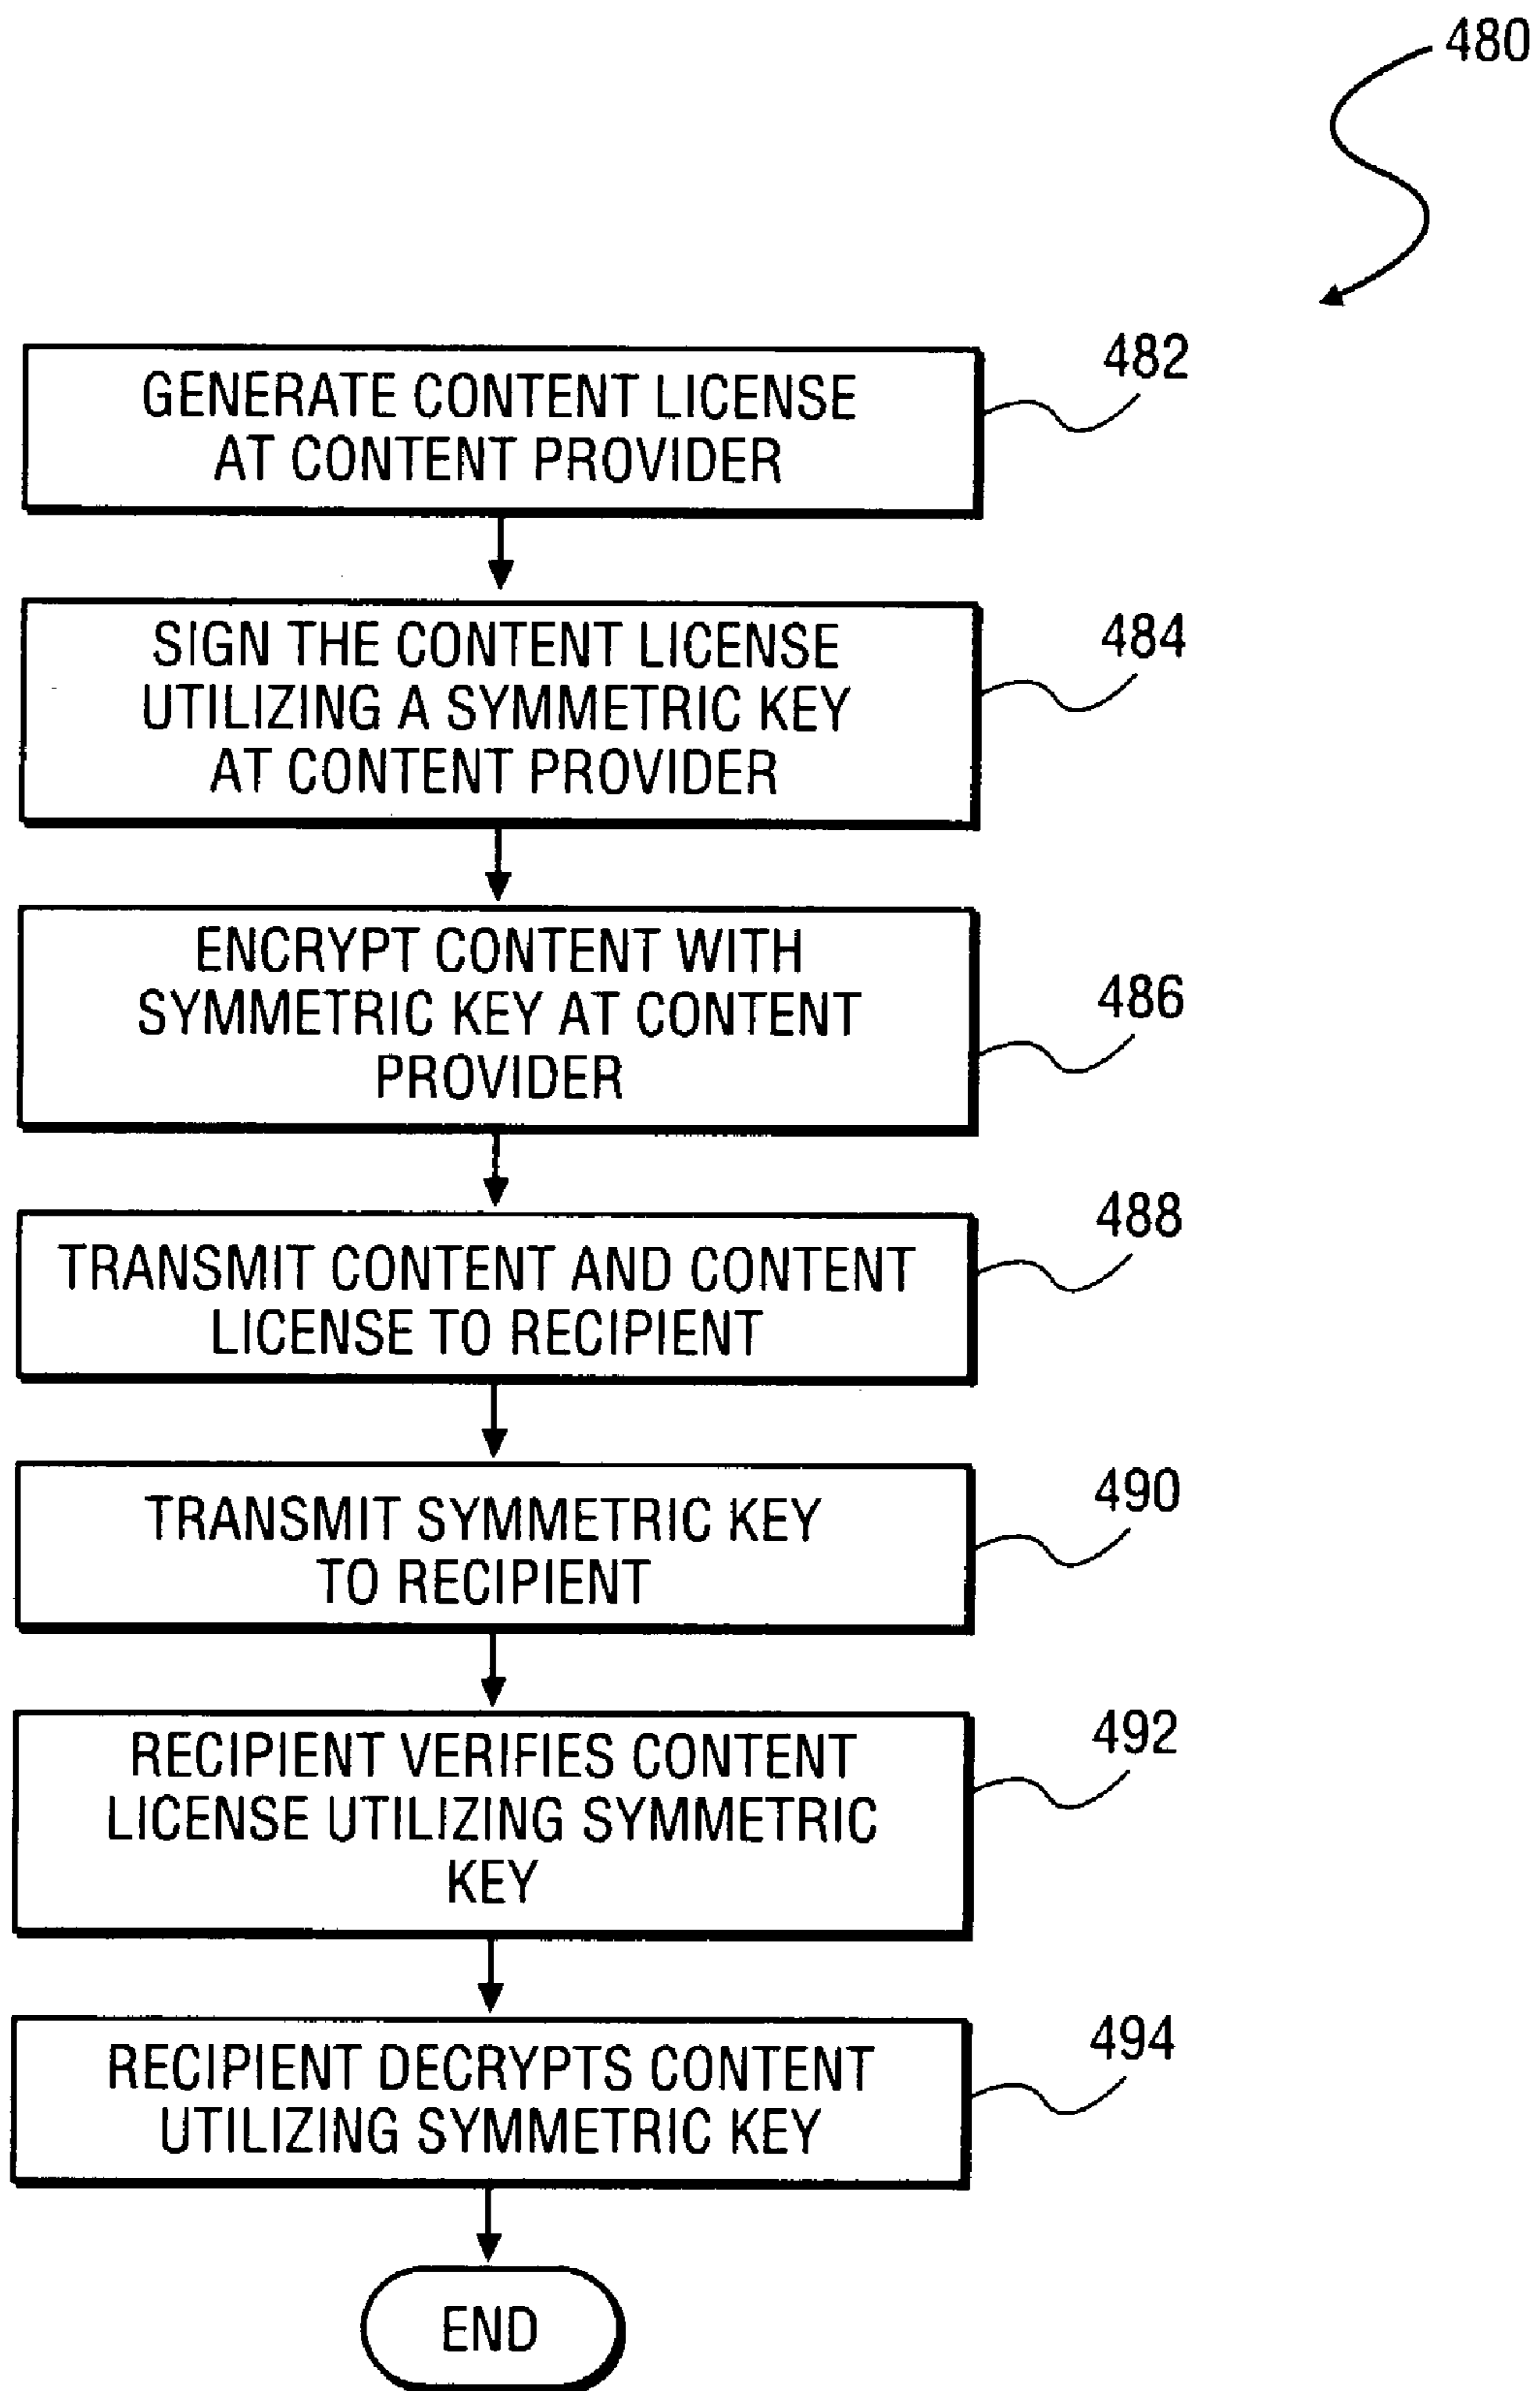 480
GENERATE CONTENT LICENSE
AT CONTENT PROVIDER
482
SIGN THE CONTENT LICENSE
UTILIZING A SYMMETRIC KEY
AT CONTENT PROVIDER
484
ENCRYPT CONTENT WITH
SYMMETRIC KEY AT CONTENT
PROVIDER
486
TRANSMIT CONTENT AND CONTENT
LICENSE TO RECIPIENT
488
TRANSMIT SYMMETRIC KEY
TO RECIPIENT
490
RECIPIENT VERIFIES CONTENT
LICENSE UTILIZING SYMMETRIC
KEY
492
RECIPIENT DECRYPTS CONTENT
UTILIZING SYMMETRIC KEY
494
END